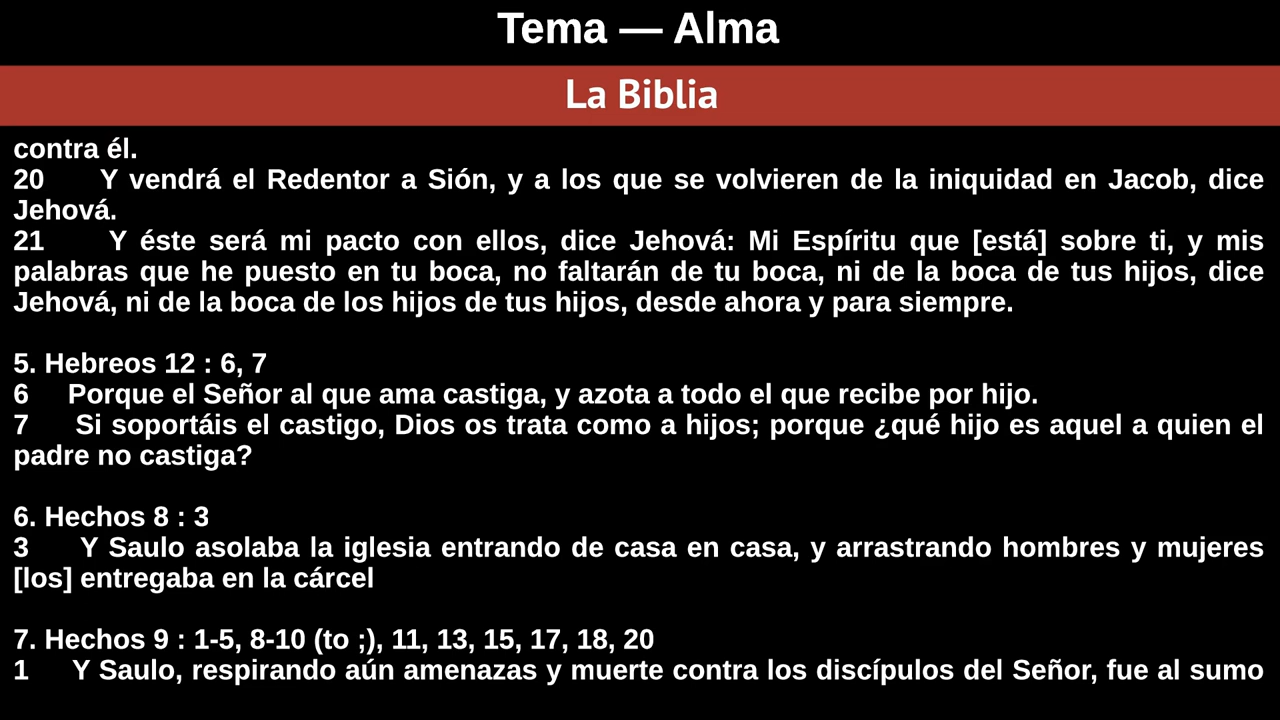 Tema — Alma
La Biblia
contra él.
20 Y vendrá el Redentor a Sión, y a los que se volvieren de la iniquidad en Jacob, dice
Jehová.
21 Y éste será mi pacto con ellos, dice Jehová: Mi Espíritu que [está] sobre ti, y mis
palabras que he puesto en tu boca, no faltarán de tu boca, ni de la boca de tus hijos, dice
Jehová, ni de la boca de los hijos de tus hijos, desde ahora y para siempre.
5. Hebreos 12 : 6, 7
6 Porque el Señor al que ama castiga, y azota a todo el que recibe por hijo.
7 Si soportáis el castigo, Dios os trata como a hijos; porque ¿qué hijo es aquel a quien el
padre no castiga?
6. Hechos 8 : 3
3 Y Saulo asolaba la iglesia entrando de casa en casa, y arrastrando hombres y mujeres
[los] entregaba en la cárcel
7. Hechos 9 : 1-5, 8-10 (to ;), 11, 13, 15, 17, 18, 20
1 Y Saulo, respirando aún amenazas y muerte contra los discípulos del Señor, fue al sumo